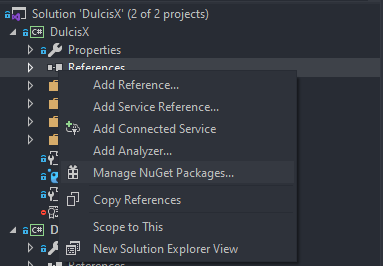 Solution 'DulcisX' (2 of 2 projects)
C# DulcisX
Properties
References
Add Reference...
Add Service Reference...
Add Connected Service
Add Analyzer...
Manage NuGet Packages...
Copy References
Scope to This
New Solution Explorer View
C# D